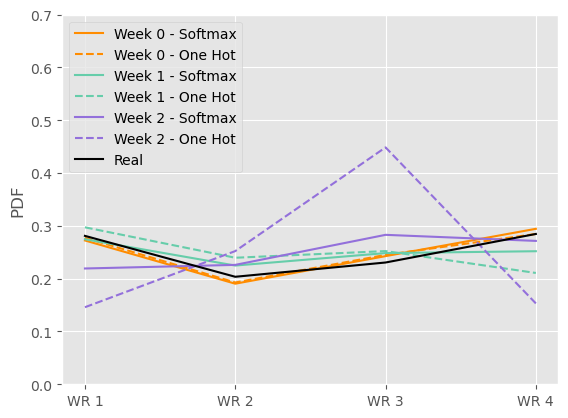 0.7
0.6
0.5
0.4
0.3
0.2
0.1
0.0
PDF
Week 0 - Softmax
Week 0 - One Hot
Week 1 - Softmax
Week 1 - One Hot
Week 2 - Softmax
Week 2 - One Hot
Real
WR 1 WR 2 WR 3 WR 4